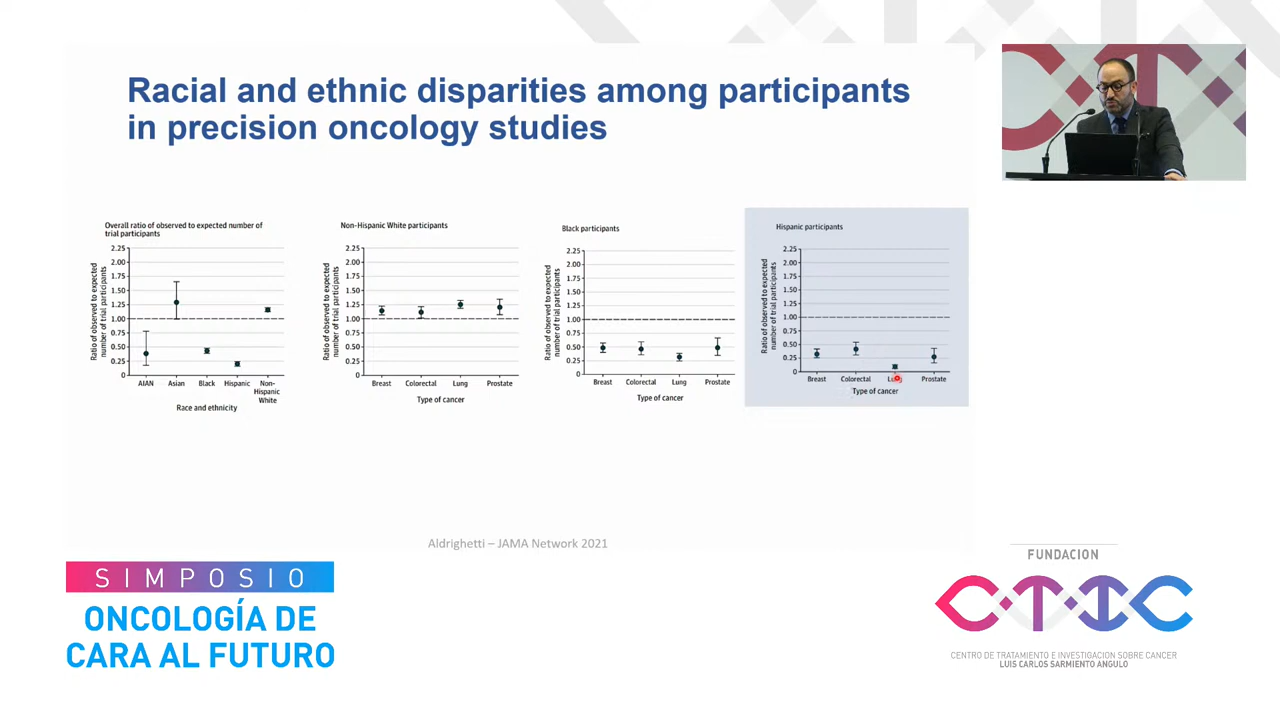 Racial and ethnic disparities among participants
in precision oncology studies
Overall ratio of observed to expected number of
trial participants
Ratio of observed to expected
number of trial participants
2.25
2.00
1.75
1.50
1.25
1.00
0.75
0.50
0.25
0
AIAN
Asian
Black
Hispanic
Non-
Hispanic
White
Race and ethnicity
Non-Hispanic White participants
Ratio of observed to expected
number of trial participants
2.25
2.00
1.75
1.50
1.25
1.00
0.75
0.50
0.25
0
Breast
Colorectal
Lung
Prostate
Type of cancer
Black participants
Ratio of observed to expected
number of trial participants
2.25
2.00
1.75
1.50
1.25
1.00
0.75
0.50
0.25
0
Breast
Colorectal
Lung
Prostate
Type of cancer
Hispanic participants
Ratio of observed to expected
number of trial participants
2.25
2.00
1.75
1.50
1.25
1.00
0.75
0.50
0.25
0
Breast
Colorectal
Lung
Prostate
Type of cancer
Aldrighetti – JAMA Network 2021
SIMPOSIO
ONCOLOGÍA DE
CARA AL FUTURO
FUNDACION
CTIC
CENTRO DE TRATAMIENTO E INVESTIGACION SOBRE CANCER
LUIS CARLOS SARMIENTO ANGULO